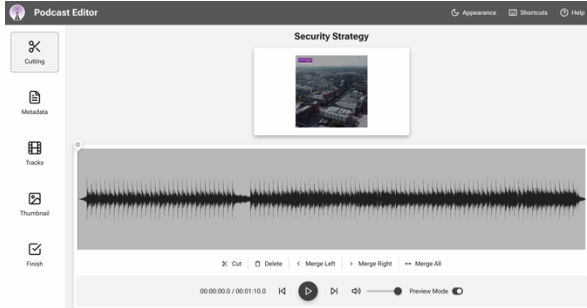 Podcast Editor
Appearance
Shortcuts
Help
Security Strategy
Cutting
Metadata
Tracks
Thumbnail
Finish
Cut
Delete
Merge Left
Merge Right
Merge All
00:00:00.0 / 00:01:10.0
Preview Mode